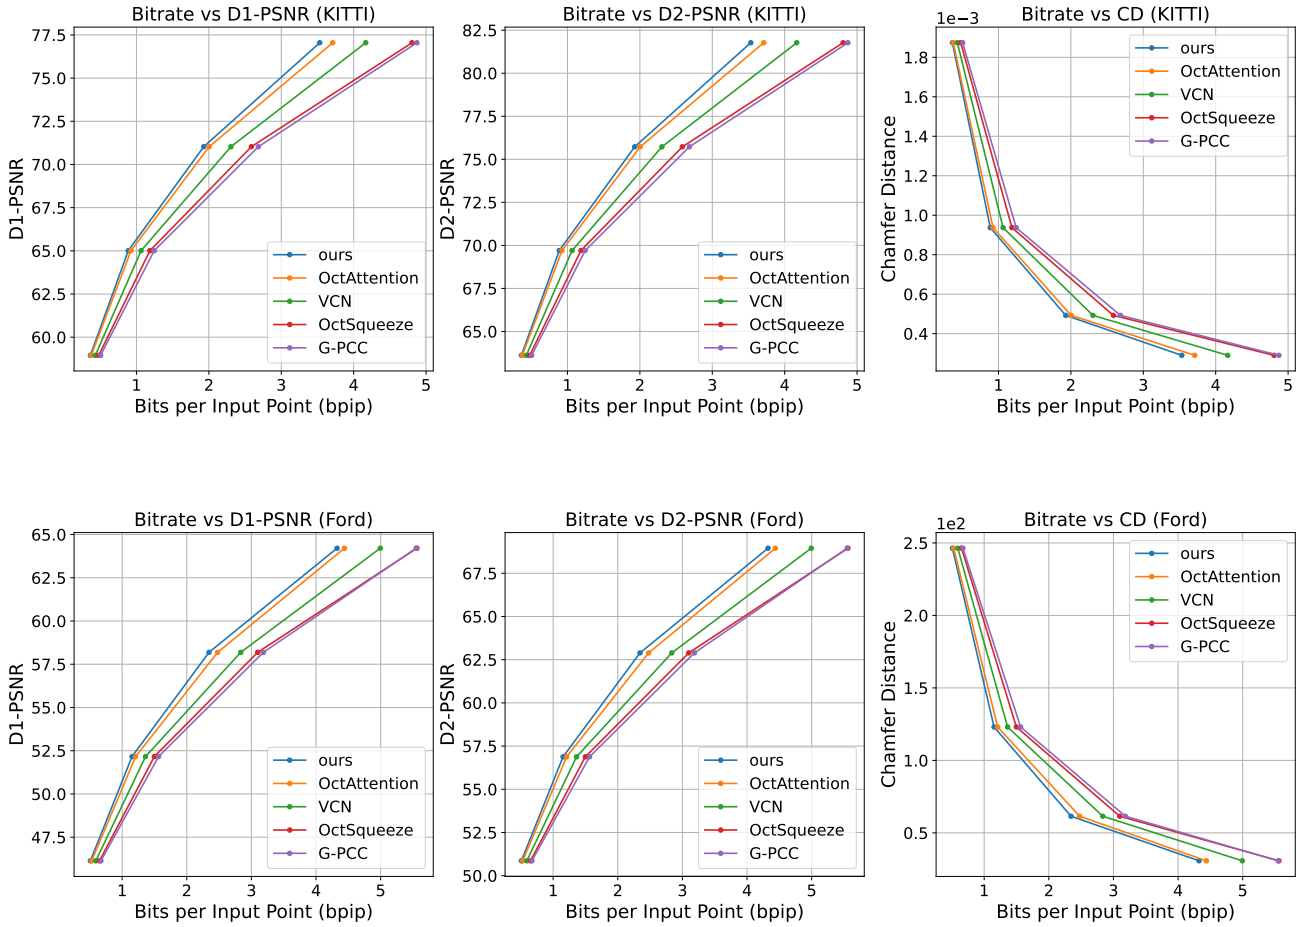 Bitrate vs D1-PSNR (KITTI)
D1-PSNR
77.5
75.0
72.5
70.0
67.5
65.0
62.5
60.0
1 2 3 4 5
Bits per Input Point (bpip)
ours
OctAttention
VCN
OctSqueeze
G-PCC
Bitrate vs D2-PSNR (KITTI)
D2-PSNR
82.5
80.0
77.5
75.0
72.5
70.0
67.5
65.0
1 2 3 4 5
Bits per Input Point (bpip)
ours
OctAttention
VCN
OctSqueeze
G-PCC
Bitrate vs CD (KITTI)
1e−3
Chamfer Distance
1.8
1.6
1.4
1.2
1.0
0.8
0.6
0.4
1 2 3 4 5
Bits per Input Point (bpip)
ours
OctAttention
VCN
OctSqueeze
G-PCC
Bitrate vs D1-PSNR (Ford)
D1-PSNR
65.0
62.5
60.0
57.5
55.0
52.5
50.0
47.5
1 2 3 4 5
Bits per Input Point (bpip)
ours
OctAttention
VCN
OctSqueeze
G-PCC
Bitrate vs D2-PSNR (Ford)
D2-PSNR
67.5
65.0
62.5
60.0
57.5
55.0
52.5
50.0
1 2 3 4 5
Bits per Input Point (bpip)
ours
OctAttention
VCN
OctSqueeze
G-PCC
Bitrate vs CD (Ford)
1e2
Chamfer Distance
2.5
2.0
1.5
1.0
0.5
1 2 3 4 5
Bits per Input Point (bpip)
ours
OctAttention
VCN
OctSqueeze
G-PCC